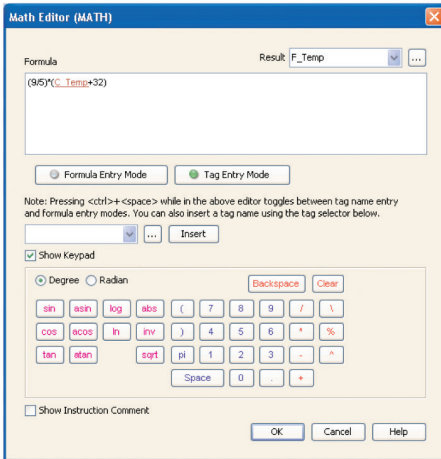 Math Editor (MATH)
Formula Result F_Temp ...
(9/5)*(C_Temp+32)
Formula Entry Mode Tag Entry Mode
Note: Pressing <ctrl>+<space> while in the above editor toggles between tag name entry
and formula entry modes. You can also insert a tag name using the tag selector below.
... Insert
Show Keypad
Degree Radian Backspace Clear
sin asin log abs ( 7 8 9 / \
cos acos ln inv ) 4 5 6 * %
tan atan sqrt pi 1 2 3 - ^
Space 0 . +
Show Instruction Comment
OK Cancel Help